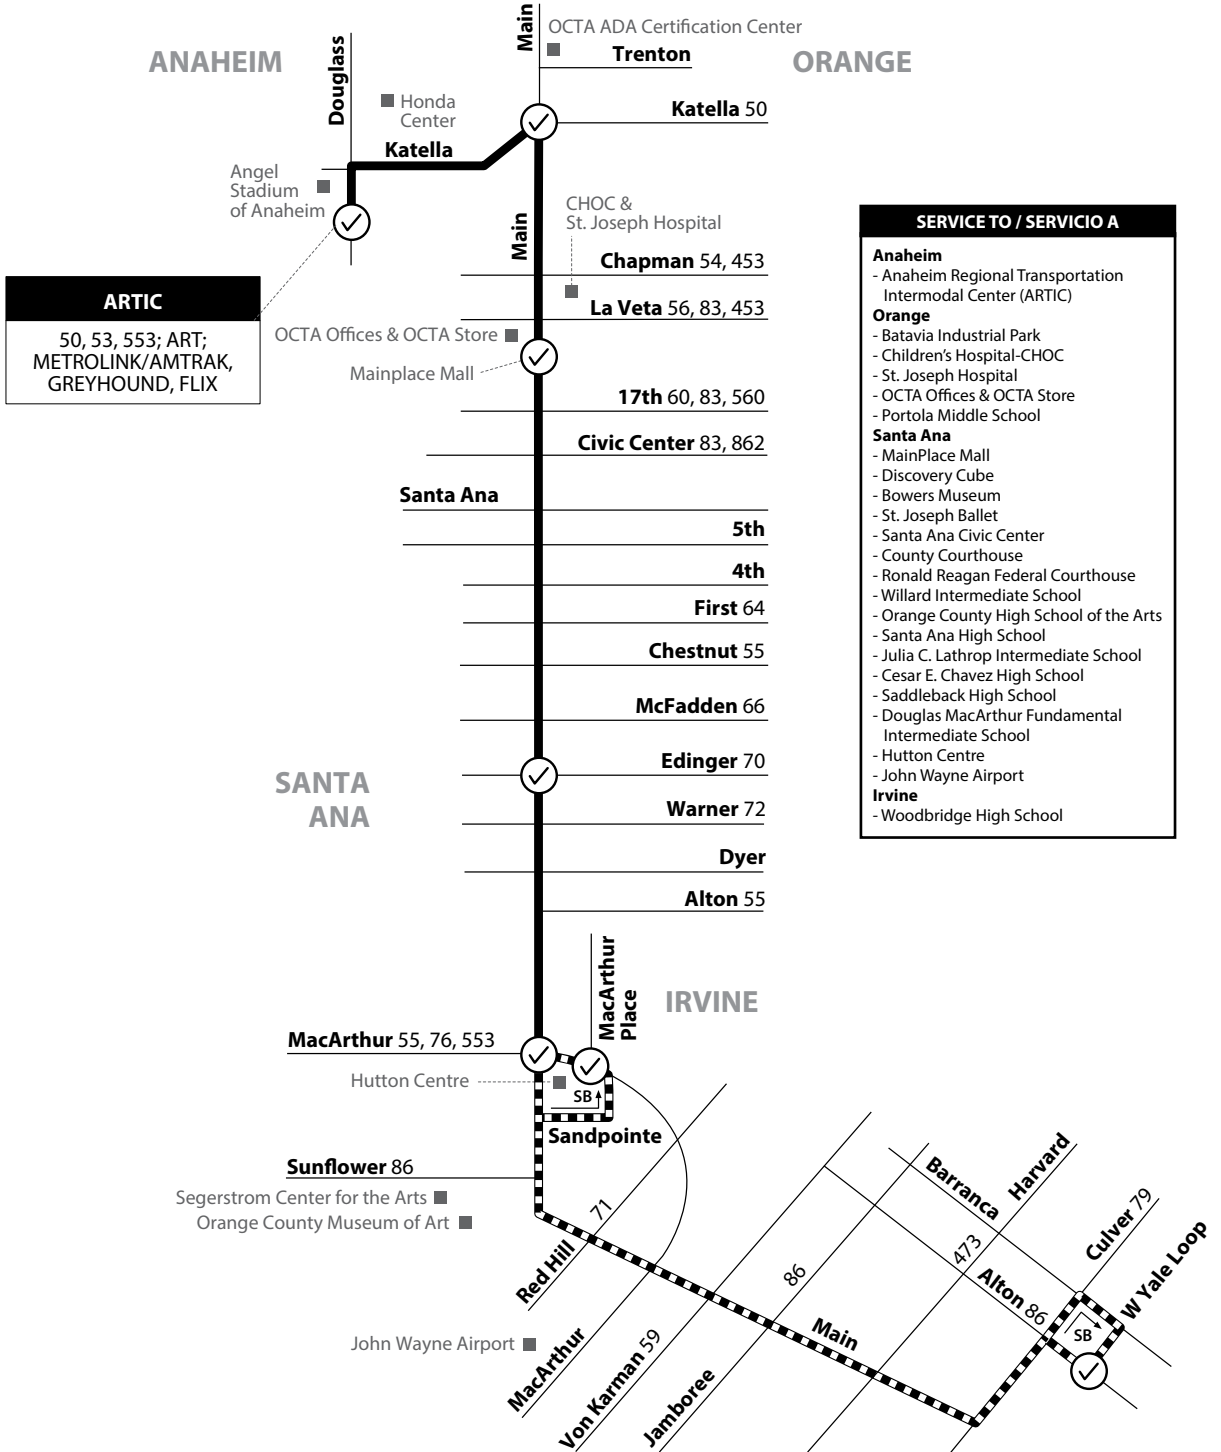 Main
OCTA ADA Certification Center
Trenton
ANAHEIM
ORANGE
Douglass
Honda
Center
Katella 50
Katella
Angel
Stadium
of Anaheim
CHOC &
St. Joseph Hospital
Main
Chapman 54, 453
La Veta 56, 83, 453
ARTIC
50, 53, 553; ART;
METROLINK/AMTRAK,
GREYHOUND, FLIX
OCTA Offices & OCTA Store
Mainplace Mall
17th 60, 83, 560
Civic Center 83, 862
Santa Ana
5th
4th
First 64
Chestnut 55
McFadden 66
Edinger 70
SANTA
ANA
Warner 72
Dyer
Alton 55
MacArthur
Place
IRVINE
MacArthur 55, 76, 553
Hutton Centre
SB
Sandpointe
Sunflower 86
Segerstrom Center for the Arts
Orange County Museum of Art
Red Hill
71
John Wayne Airport
MacArthur
Von Karman 59
Jamboree
86
Main
Barranca
Harvard
473
Alton 86
Culver 79
W Yale Loop
SB
SERVICE TO / SERVICIO A
Anaheim
- Anaheim Regional Transportation
Intermodal Center (ARTIC)
Orange
- Batavia Industrial Park
- Children's Hospital-CHOC
- St. Joseph Hospital
- OCTA Offices & OCTA Store
- Portola Middle School
Santa Ana
- MainPlace Mall
- Discovery Cube
- Bowers Museum
- St. Joseph Ballet
- Santa Ana Civic Center
- County Courthouse
- Ronald Reagan Federal Courthouse
- Willard Intermediate School
- Orange County High School of the Arts
- Santa Ana High School
- Julia C. Lathrop Intermediate School
- Cesar E. Chavez High School
- Saddleback High School
- Douglas MacArthur Fundamental
Intermediate School
- Hutton Centre
- John Wayne Airport
Irvine
- Woodbridge High School